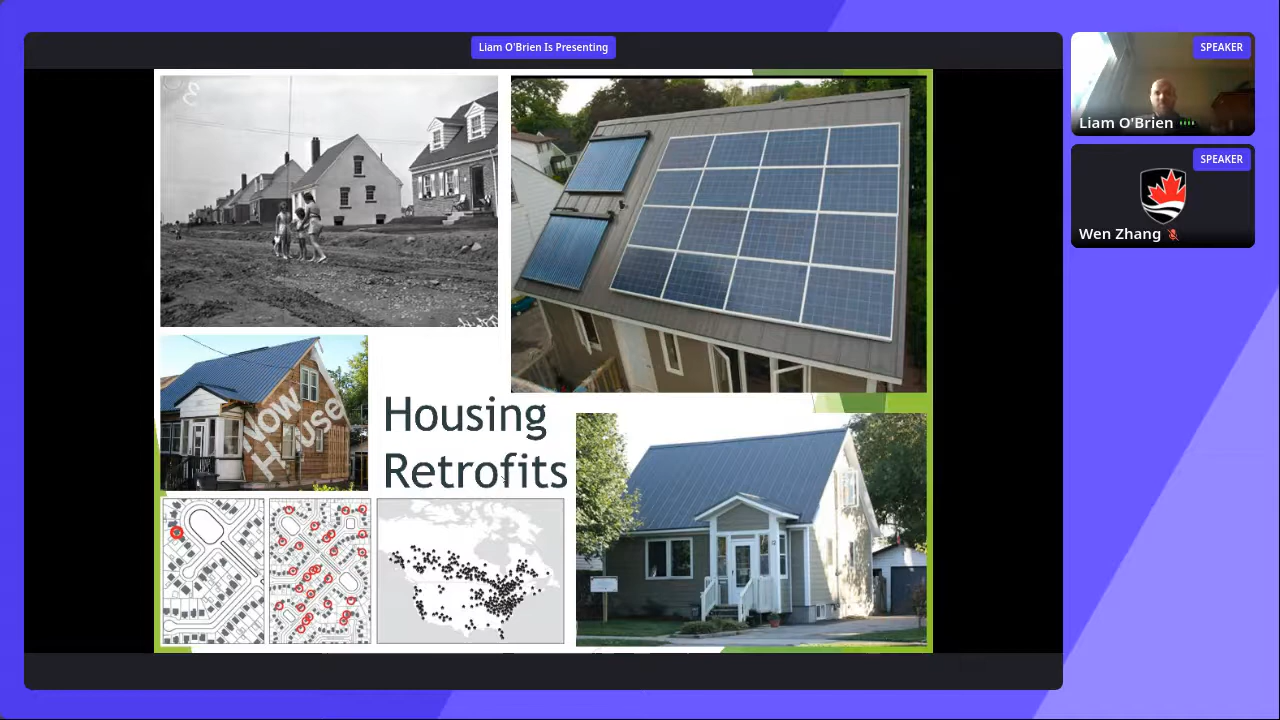 Liam O'Brien Is Presenting
SPEAKER
Liam O'Brien
SPEAKER
Wen Zhang
Now
House
Housing
Retrofits